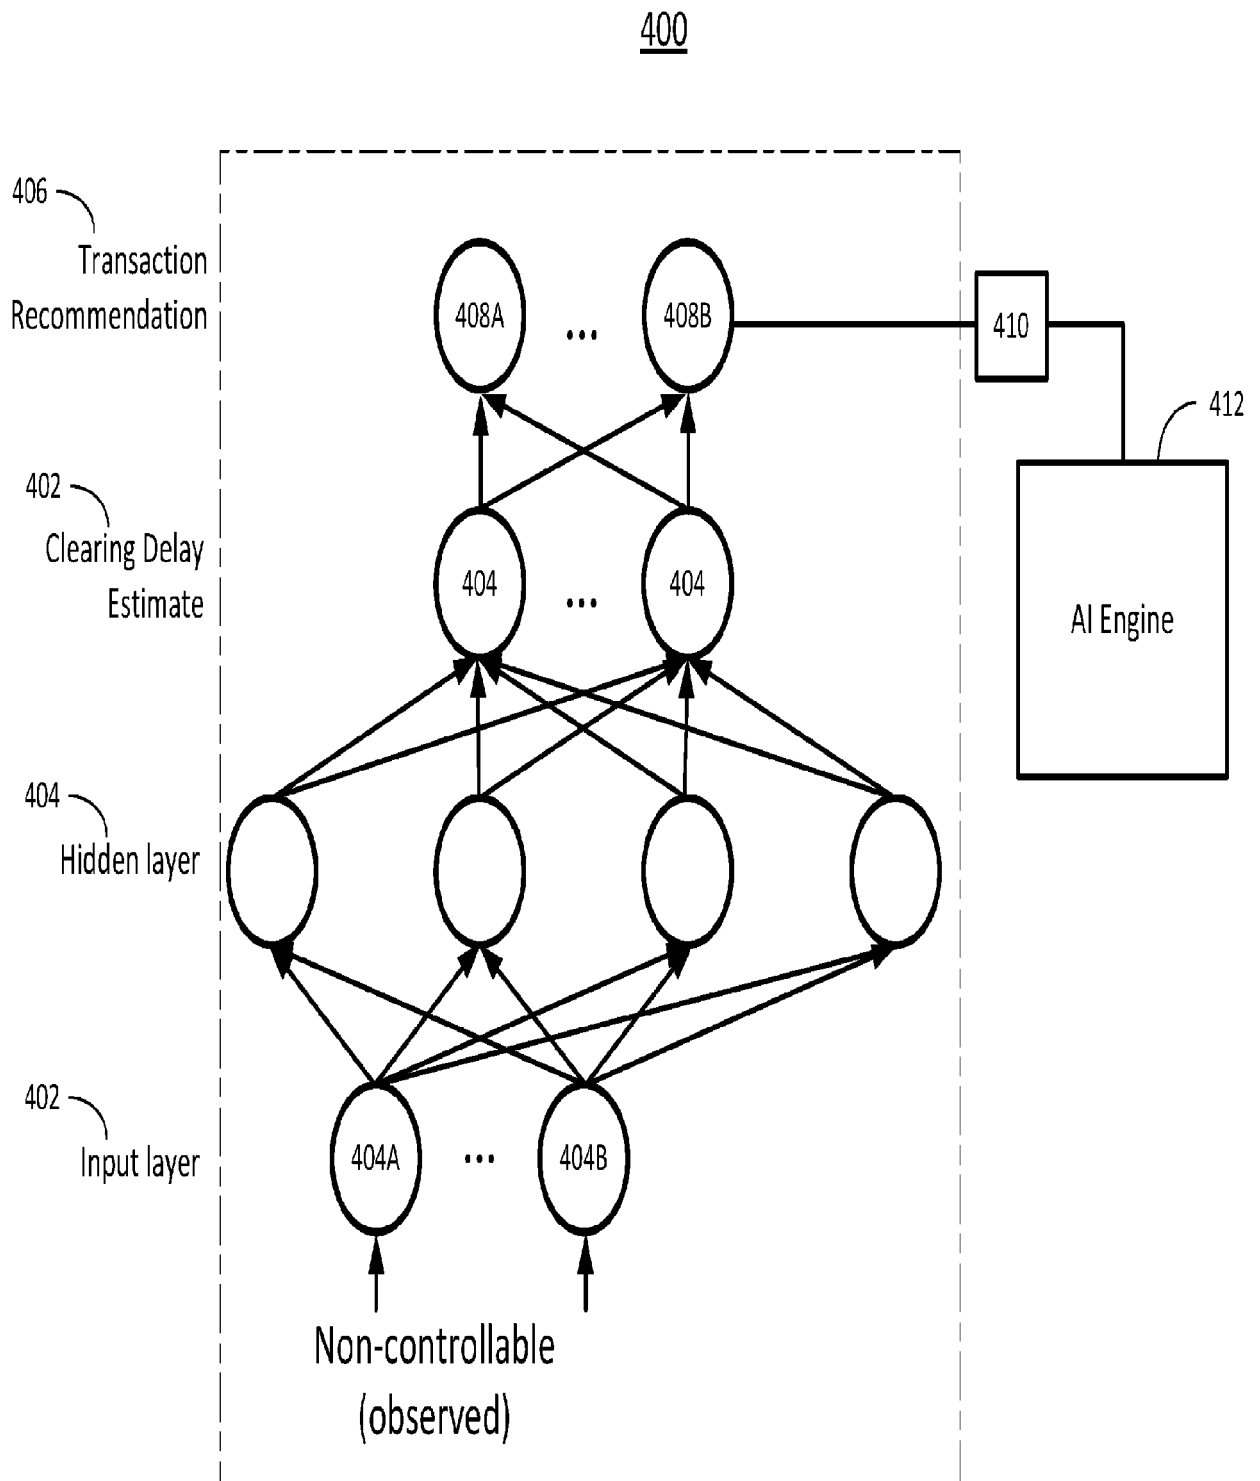 400
406
Transaction
Recommendation
408A
...
408B
410
412
402
Clearing Delay
Estimate
404
...
404
AI Engine
404
Hidden layer
402
Input layer
404A
...
404B
Non-controllable
(observed)